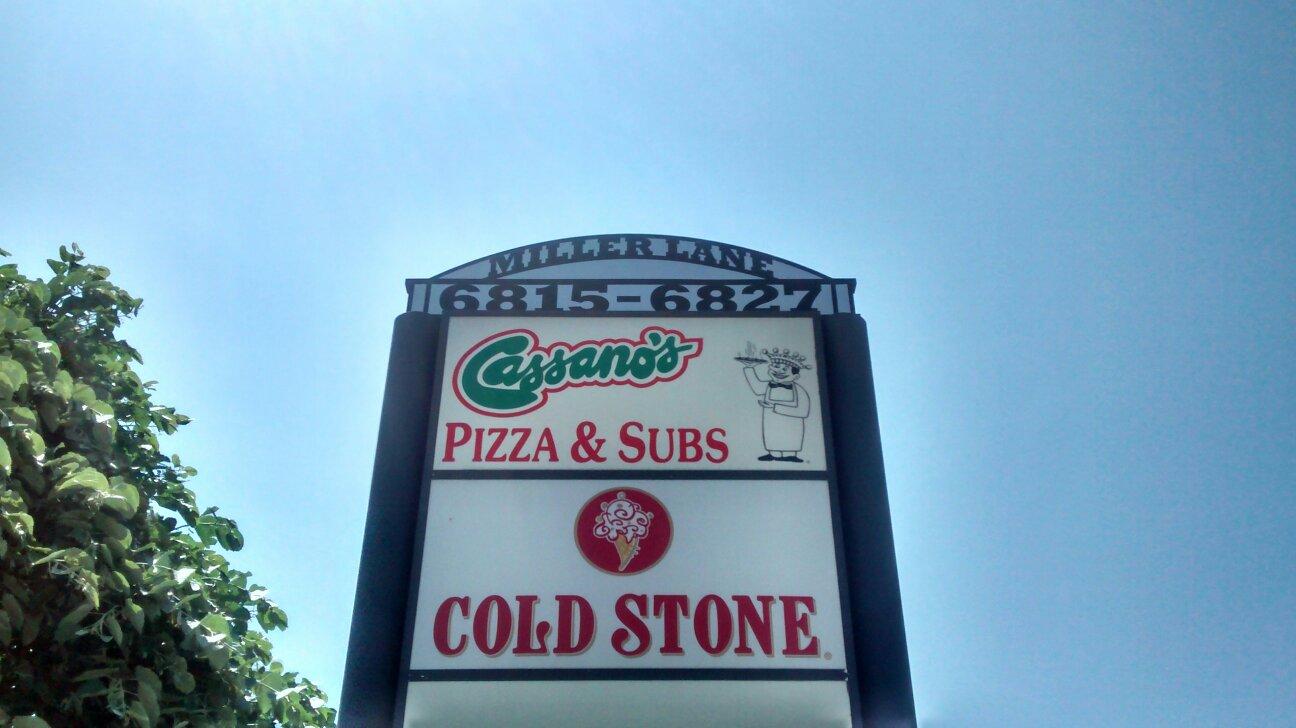 MILLER LANE
6815-6827
Cassano's
PIZZA & SUBS
COLD STONE